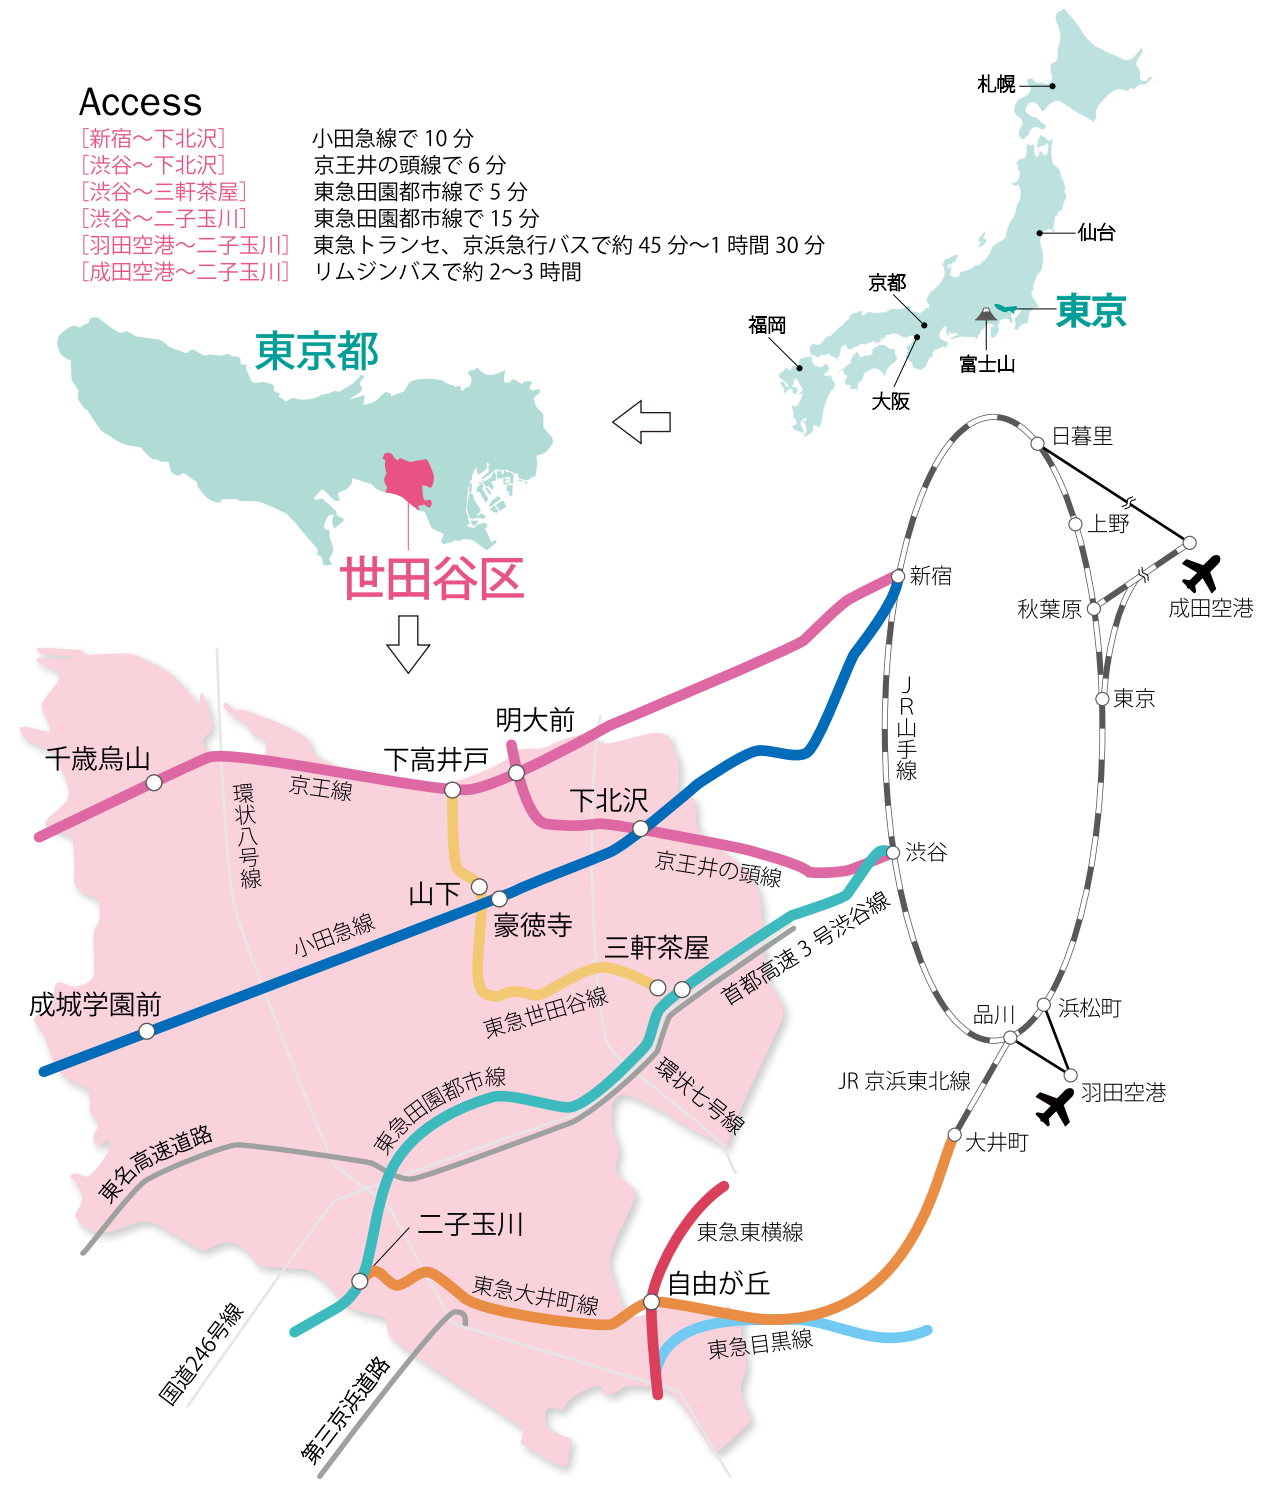 Access
[新宿～下北沢] 小田急線で 10 分
[渋谷～下北沢] 京王井の頭線で 6 分
[渋谷～三軒茶屋] 東急田園都市線で 5 分
[渋谷～二子玉川] 東急田園都市線で 15 分
[羽田空港～二子玉川] 東急トランセ、京浜急行バスで約 45 分～1 時間 30 分
[成田空港～二子玉川] リムジンバスで約 2～3 時間
札幌
仙台
京都
東京
福岡
富士山
大阪
東京都
世田谷区
日暮里
上野
新宿
秋葉原
成田空港
JR山手線
東京
明大前
千歳烏山
下高井戸
京王線
環状八号線
下北沢
渋谷
京王井の頭線
山下
豪徳寺
小田急線
三軒茶屋
首都高速 3 号渋谷線
成城学園前
東急世田谷線
品川
浜松町
JR 京浜東北線
羽田空港
環状七号線
東急田園都市線
大井町
東名高速道路
二子玉川
東急東横線
自由が丘
東急大井町線
東急目黒線
国道246号線
第三京浜道路